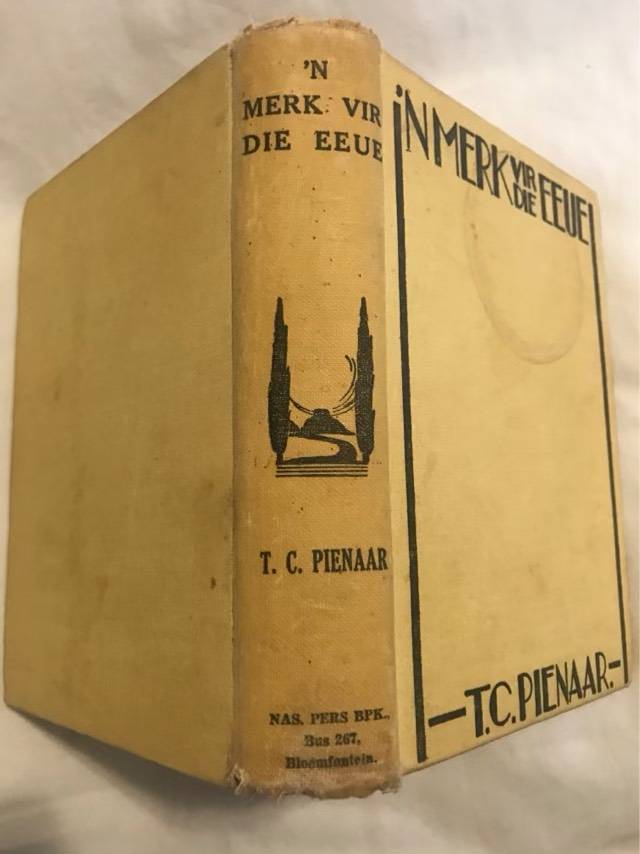 'N
MERK VIR
DIE EEUE
T. C. PIENAAR
NAS. PERS BPK.,
Bus 267,
Bloemfontein.
'N MERK VIR DIE EEUE
T.C. PIENAAR.